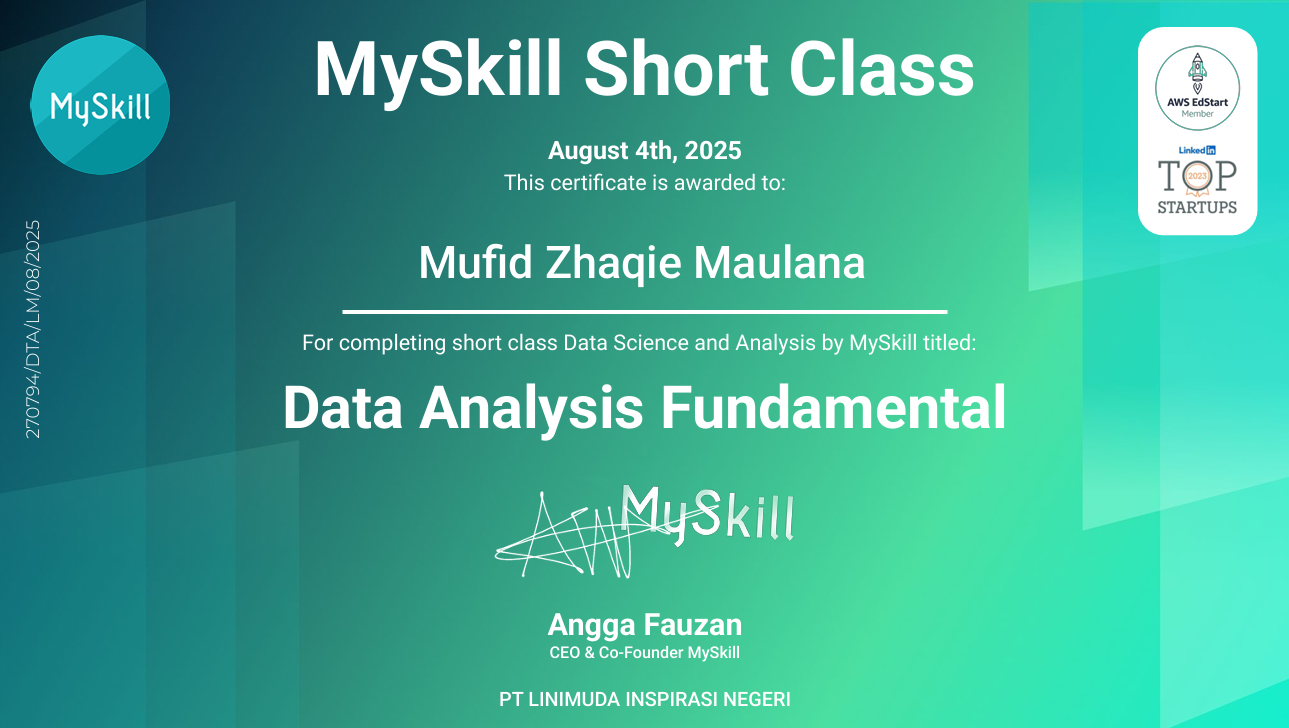 MySkill
MySkill Short Class
AWS EdStart
Member
LinkedIn
TOP
2023
STARTUPS
August 4th, 2025
This certificate is awarded to:
Mufid Zhaqie Maulana
For completing short class Data Science and Analysis by MySkill titled:
Data Analysis Fundamental
MySkill
Angga Fauzan
CEO & Co-Founder MySkill
PT LINIMUDA INSPIRASI NEGERI
270794/DTA/LM/08/2025